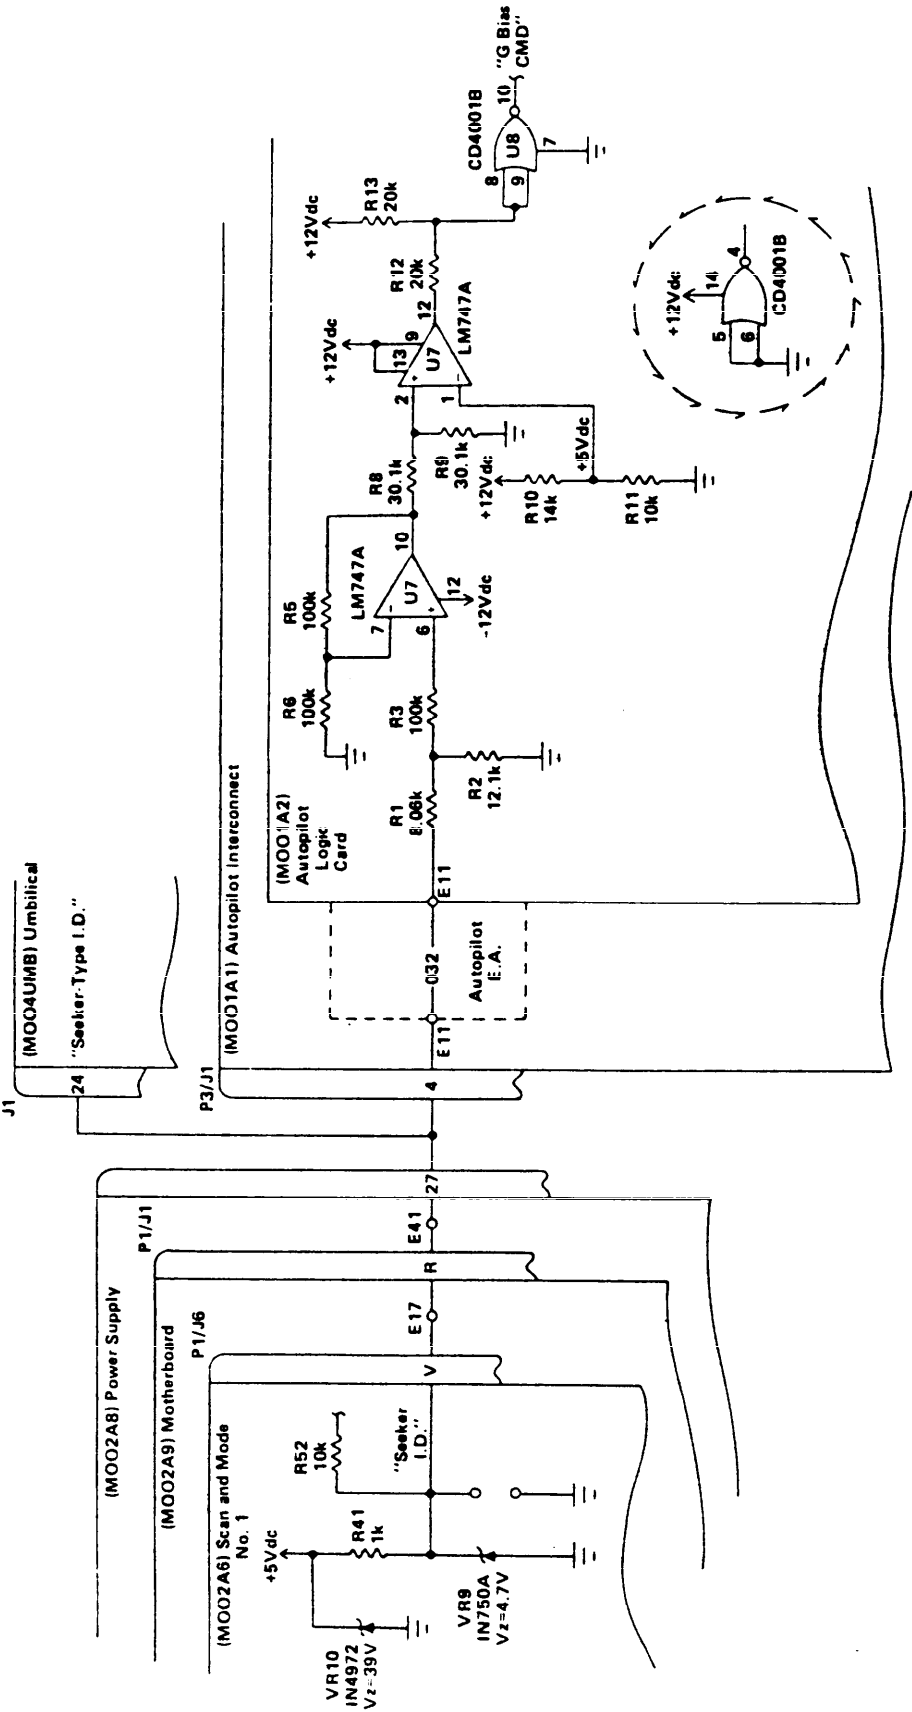 J1
(MOO4UMB) Umbilical
24 "Seeker-Type I.D."
(MOO2A8) Power Supply
27
P1/J1
E41
(MOO2A9) Motherboard
R
P1/J6
E17
(MOO2A6) Scan and Mode
No. 1
V
+5Vdc
VR10
IN4972
Vz=39V
R41
1k
R52
10k
"Seeker
I.D."
VR9
IN750A
Vz=4.7V
P3/J1
(MOO1A1) Autopilot Interconnect
4
E11
032
Autopilot
E.A.
E11
(MOO1A2)
Autopilot
Logic
Card
R1
8.06k
R2
12.1k
R3
100k
R6
100k
R5
100k
LM747A
7
6
U7
10
12
-12Vdc
R8
30.1k
R9
30.1k
+12Vdc
R10
14k
+5Vdc
R11
10k
+12Vdc
2
1
13
9
U7
12
LM747A
R12
20k
+12Vdc
R13
20k
CD4001B
8
9
U8
10
7
"G Bias
CMD"
+12Vdc
14
5
6
4
CD4001B